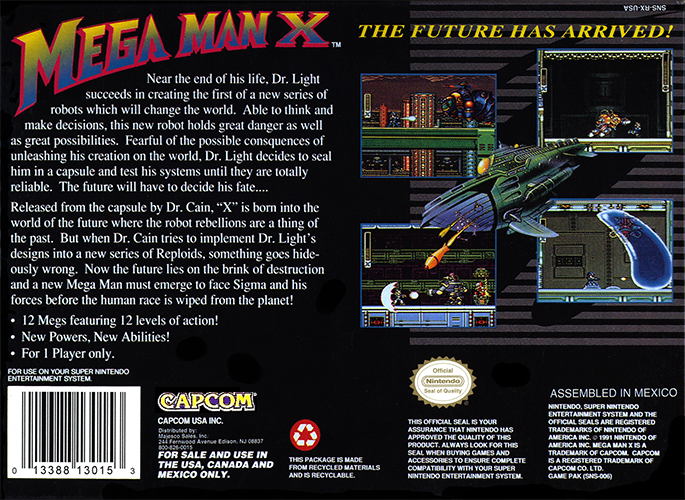 MEGA MAN X™
THE FUTURE HAS ARRIVED!
SNS-RX-USA
Near the end of his life, Dr. Light
succeeds in creating the first of a new series of
robots which will change the world. Able to think and
make decisions, this new robot holds great danger as well
as great possibilities. Fearful of the possible consquences of
unleashing his creation on the world, Dr. Light decides to seal
him in a capsule and test his systems until they are totally
reliable. The future will have to decide his fate....
Released from the capsule by Dr. Cain, “X” is born into the
world of the future where the robot rebellions are a thing of
the past. But when Dr. Cain tries to implement Dr. Light's
designs into a new series of Reploids, something goes hide-
ously wrong. Now the future lies on the brink of destruction
and a new Mega Man must emerge to face Sigma and his
forces before the human race is wiped from the planet!
• 12 Megs featuring 12 levels of action!
• New Powers, New Abilities!
• For 1 Player only.
FOR USE ON YOUR SUPER NINTENDO
ENTERTAINMENT SYSTEM.
0 13388 13015 3
CAPCOM
CAPCOM USA INC.
Distributed by:
Majesco Sales, Inc.
244 Fernwood Avenue Edison, NJ 08837
800-826-0015
FOR SALE AND USE IN
THE USA, CANADA AND
MEXICO ONLY.
THIS PACKAGE IS MADE
FROM RECYCLED MATERIALS
AND IS RECYCLABLE.
Official
Nintendo
Seal of Quality
THIS OFFICIAL SEAL IS YOUR
ASSURANCE THAT NINTENDO HAS
APPROVED THE QUALITY OF THIS
PRODUCT. ALWAYS LOOK FOR THIS
SEAL WHEN BUYING GAMES AND
ACCESSORIES TO ENSURE COMPLETE
COMPATIBILITY WITH YOUR SUPER
NINTENDO ENTERTAINMENT SYSTEM.
ASSEMBLED IN MEXICO
NINTENDO, SUPER NINTENDO
ENTERTAINMENT SYSTEM AND THE
OFFICIAL SEALS ARE REGISTERED
TRADEMARKS OF NINTENDO OF
AMERICA INC. © 1991 NINTENDO OF
AMERICA INC. MEGA MAN X IS A
TRADEMARK OF CAPCOM. CAPCOM
IS A REGISTERED TRADEMARK OF
CAPCOM CO. LTD.
GAME PAK (SNS-006)